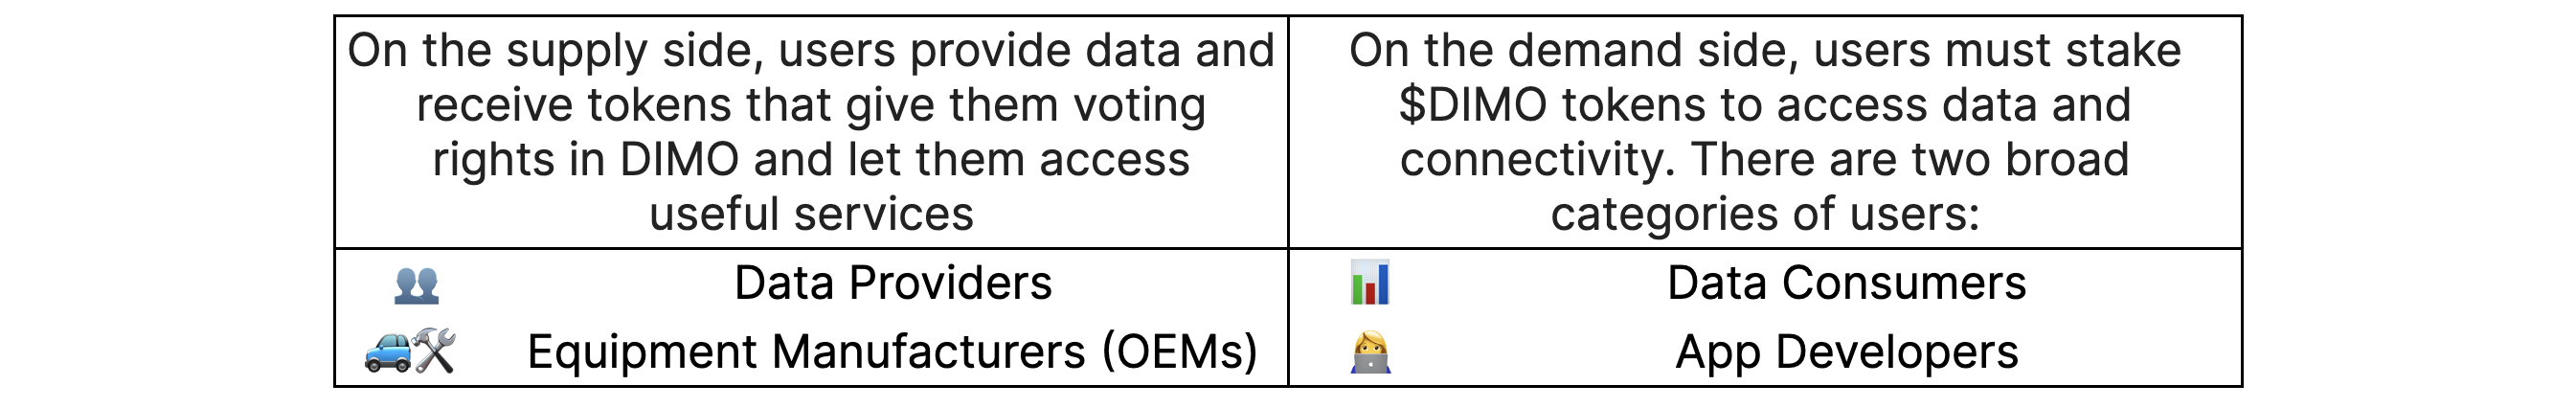 On the supply side, users provide data and
receive tokens that give them voting
rights in DIMO and let them access
useful services
On the demand side, users must stake
$DIMO tokens to access data and
connectivity. There are two broad
categories of users:
Data Providers
Equipment Manufacturers (OEMs)
Data Consumers
App Developers